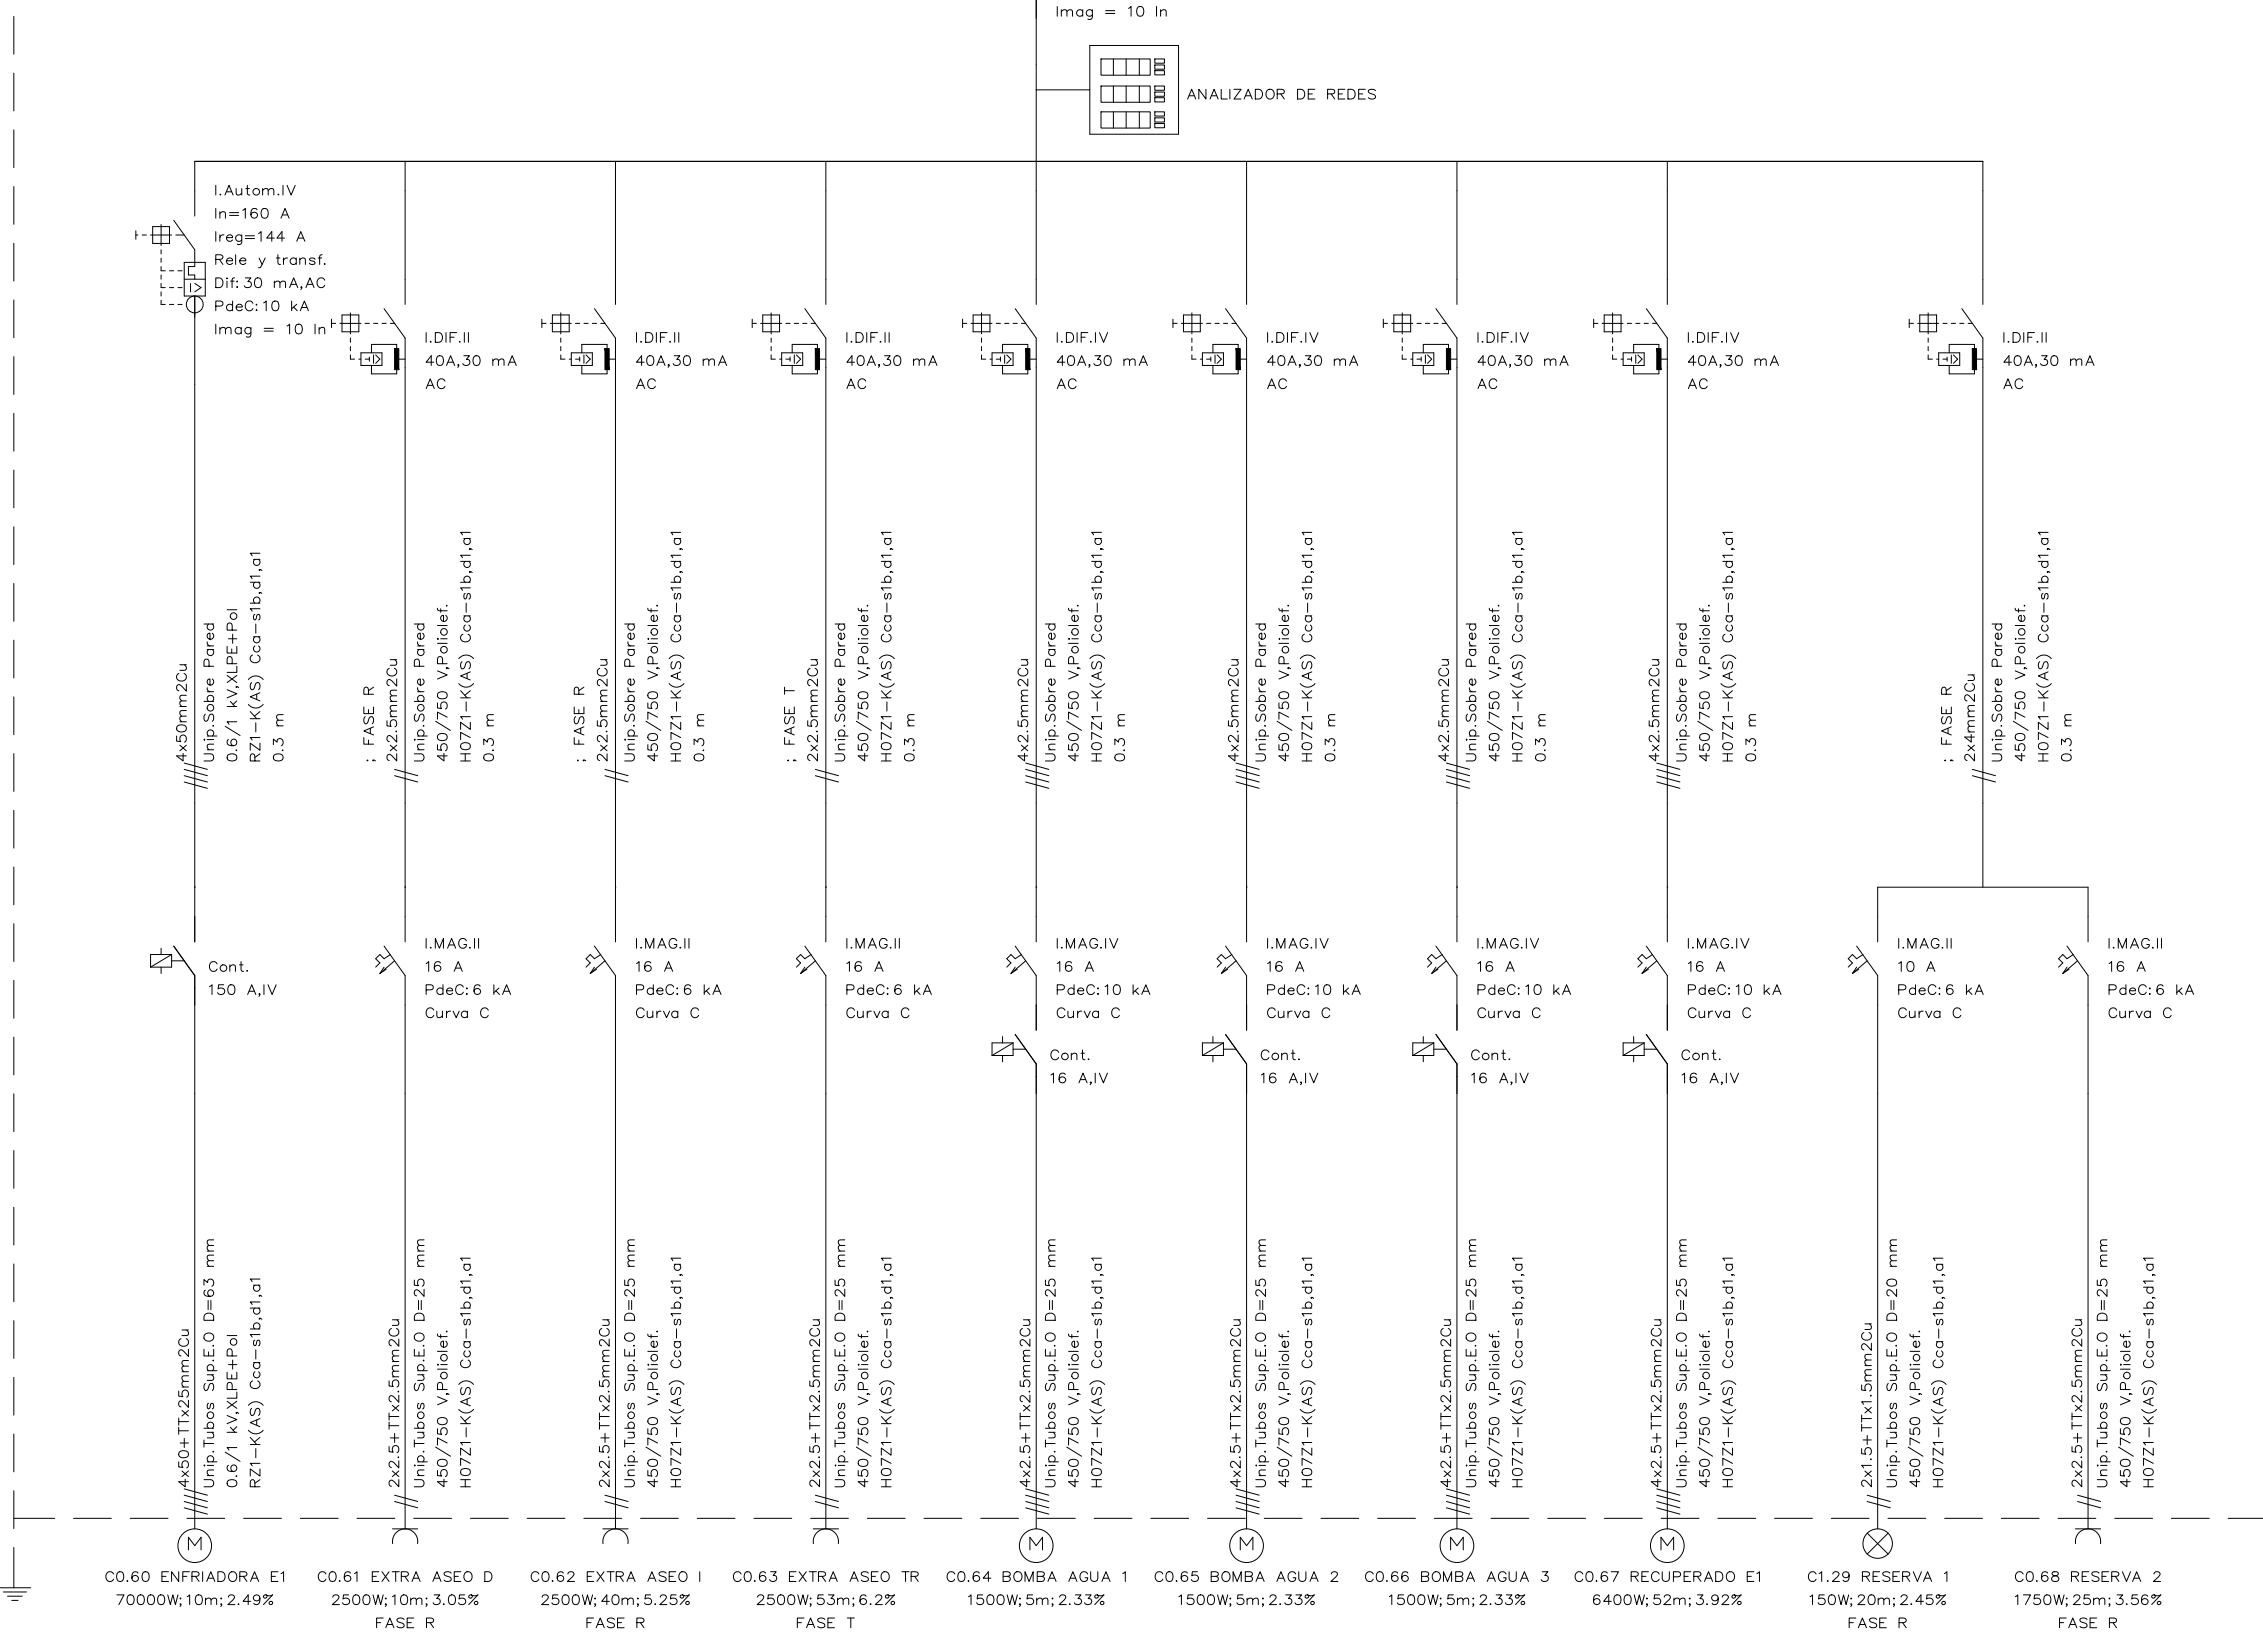 Imag = 10 In
ANALIZADOR DE REDES
I.Autom.IV
In=160 A
Ireg=144 A
Rele y transf.
Dif:30 mA,AC
PdeC:10 kA
Imag = 10 In
I.DIF.II
40A,30 mA
AC
I.DIF.II
40A,30 mA
AC
I.DIF.II
40A,30 mA
AC
I.DIF.IV
40A,30 mA
AC
I.DIF.IV
40A,30 mA
AC
I.DIF.IV
40A,30 mA
AC
I.DIF.IV
40A,30 mA
AC
I.DIF.II
40A,30 mA
AC
4x50mm2Cu
Unip.Sobre Pared
0.6/1 kV,XLPE+Pol
RZ1-K(AS) Cca-s1b,d1,a1
0.3 m
; FASE R
2x2.5mm2Cu
Unip.Sobre Pared
450/750 V,Poliolef.
H07Z1-K(AS) Cca-s1b,d1,a1
0.3 m
; FASE R
2x2.5mm2Cu
Unip.Sobre Pared
450/750 V,Poliolef.
H07Z1-K(AS) Cca-s1b,d1,a1
0.3 m
; FASE T
2x2.5mm2Cu
Unip.Sobre Pared
450/750 V,Poliolef.
H07Z1-K(AS) Cca-s1b,d1,a1
0.3 m
4x2.5mm2Cu
Unip.Sobre Pared
450/750 V,Poliolef.
H07Z1-K(AS) Cca-s1b,d1,a1
0.3 m
4x2.5mm2Cu
Unip.Sobre Pared
450/750 V,Poliolef.
H07Z1-K(AS) Cca-s1b,d1,a1
0.3 m
4x2.5mm2Cu
Unip.Sobre Pared
450/750 V,Poliolef.
H07Z1-K(AS) Cca-s1b,d1,a1
0.3 m
4x2.5mm2Cu
Unip.Sobre Pared
450/750 V,Poliolef.
H07Z1-K(AS) Cca-s1b,d1,a1
0.3 m
; FASE R
2x4mm2Cu
Unip.Sobre Pared
450/750 V,Poliolef.
H07Z1-K(AS) Cca-s1b,d1,a1
0.3 m
Cont.
150 A,IV
I.MAG.II
16 A
PdeC:6 kA
Curva C
I.MAG.II
16 A
PdeC:6 kA
Curva C
I.MAG.II
16 A
PdeC:6 kA
Curva C
I.MAG.IV
16 A
PdeC:10 kA
Curva C
Cont.
16 A,IV
I.MAG.IV
16 A
PdeC:10 kA
Curva C
Cont.
16 A,IV
I.MAG.IV
16 A
PdeC:10 kA
Curva C
Cont.
16 A,IV
I.MAG.IV
16 A
PdeC:10 kA
Curva C
Cont.
16 A,IV
I.MAG.II
10 A
PdeC:6 kA
Curva C
I.MAG.II
16 A
PdeC:6 kA
Curva C
4x50+TTx25mm2Cu
Unip.Tubos Sup.E.O D=63 mm
0.6/1 kV,XLPE+Pol
RZ1-K(AS) Cca-s1b,d1,a1
2x2.5+TTx2.5mm2Cu
Unip.Tubos Sup.E.O D=25 mm
450/750 V,Poliolef.
H07Z1-K(AS) Cca-s1b,d1,a1
2x2.5+TTx2.5mm2Cu
Unip.Tubos Sup.E.O D=25 mm
450/750 V,Poliolef.
H07Z1-K(AS) Cca-s1b,d1,a1
2x2.5+TTx2.5mm2Cu
Unip.Tubos Sup.E.O D=25 mm
450/750 V,Poliolef.
H07Z1-K(AS) Cca-s1b,d1,a1
4x2.5+TTx2.5mm2Cu
Unip.Tubos Sup.E.O D=25 mm
450/750 V,Poliolef.
H07Z1-K(AS) Cca-s1b,d1,a1
4x2.5+TTx2.5mm2Cu
Unip.Tubos Sup.E.O D=25 mm
450/750 V,Poliolef.
H07Z1-K(AS) Cca-s1b,d1,a1
4x2.5+TTx2.5mm2Cu
Unip.Tubos Sup.E.O D=25 mm
450/750 V,Poliolef.
H07Z1-K(AS) Cca-s1b,d1,a1
4x2.5+TTx2.5mm2Cu
Unip.Tubos Sup.E.O D=25 mm
450/750 V,Poliolef.
H07Z1-K(AS) Cca-s1b,d1,a1
2x1.5+TTx1.5mm2Cu
Unip.Tubos Sup.E.O D=20 mm
450/750 V,Poliolef.
H07Z1-K(AS) Cca-s1b,d1,a1
2x2.5+TTx2.5mm2Cu
Unip.Tubos Sup.E.O D=25 mm
450/750 V,Poliolef.
H07Z1-K(AS) Cca-s1b,d1,a1
M
M
M
M
M
C0.60 ENFRIADORA E1
70000W;10m;2.49%
C0.61 EXTRA ASEO D
2500W;10m;3.05%
FASE R
C0.62 EXTRA ASEO I
2500W;40m;5.25%
FASE R
C0.63 EXTRA ASEO TR
2500W;53m;6.2%
FASE T
C0.64 BOMBA AGUA 1
1500W;5m;2.33%
C0.65 BOMBA AGUA 2
1500W;5m;2.33%
C0.66 BOMBA AGUA 3
1500W;5m;2.33%
C0.67 RECUPERADO E1
6400W;52m;3.92%
C1.29 RESERVA 1
150W;20m;2.45%
FASE R
C0.68 RESERVA 2
1750W;25m;3.56%
FASE R